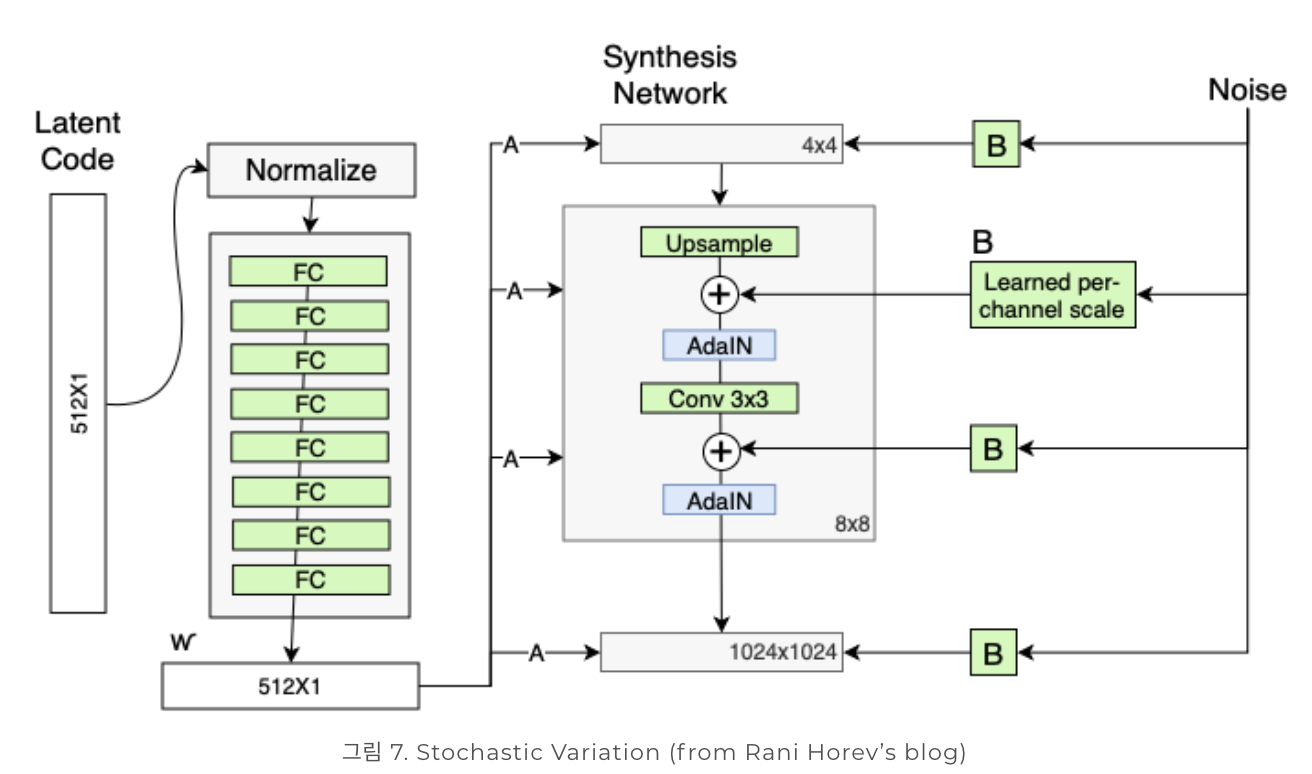 Latent
Code
512X1
Normalize
FC
FC
FC
FC
FC
FC
FC
FC
w
512X1
Synthesis
Network
A
4x4
B
Noise
A
Upsample
+
B
Learned per-
channel scale
AdaIN
Conv 3x3
A
+
B
AdaIN
8x8
A
1024x1024
B
그림 7. Stochastic Variation (from Rani Horev’s blog)